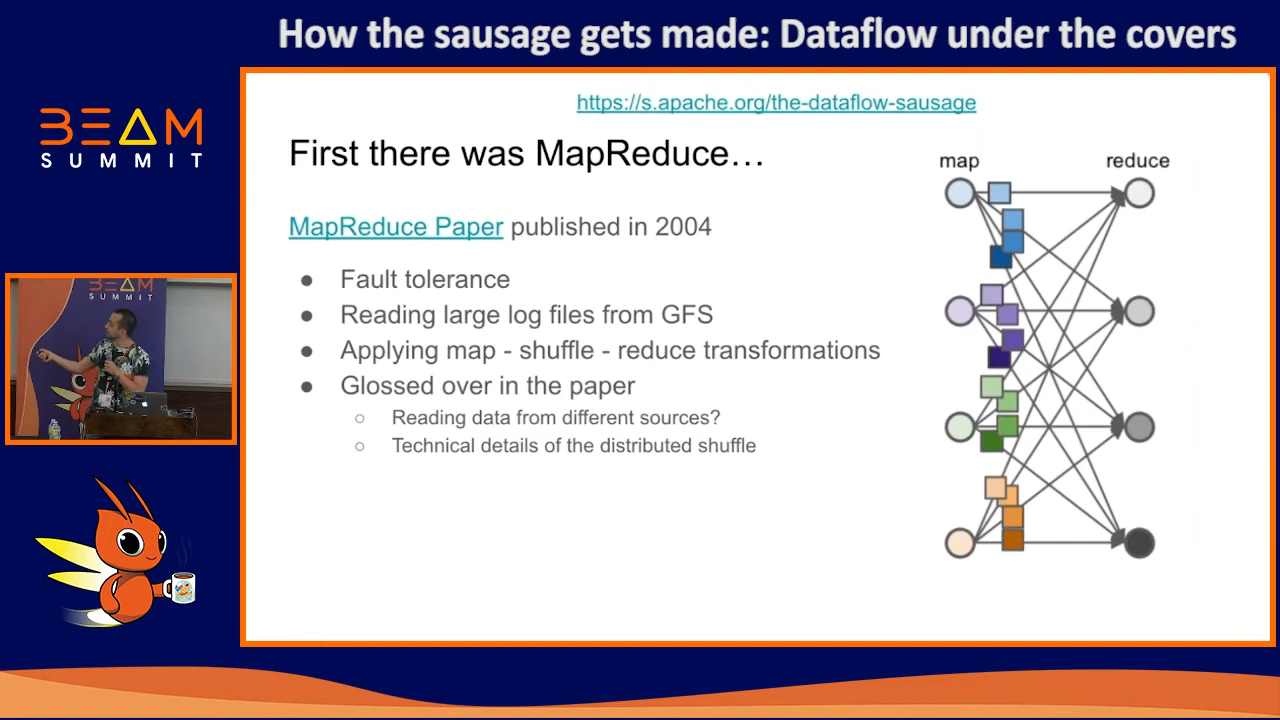 How the sausage gets made: Dataflow under the covers
BEAM
SUMMIT
https://s.apache.org/the-dataflow-sausage
First there was MapReduce…
MapReduce Paper published in 2004
● Fault tolerance
● Reading large log files from GFS
● Applying map - shuffle - reduce transformations
● Glossed over in the paper
○ Reading data from different sources?
○ Technical details of the distributed shuffle
map reduce
BEAM
SUMMIT